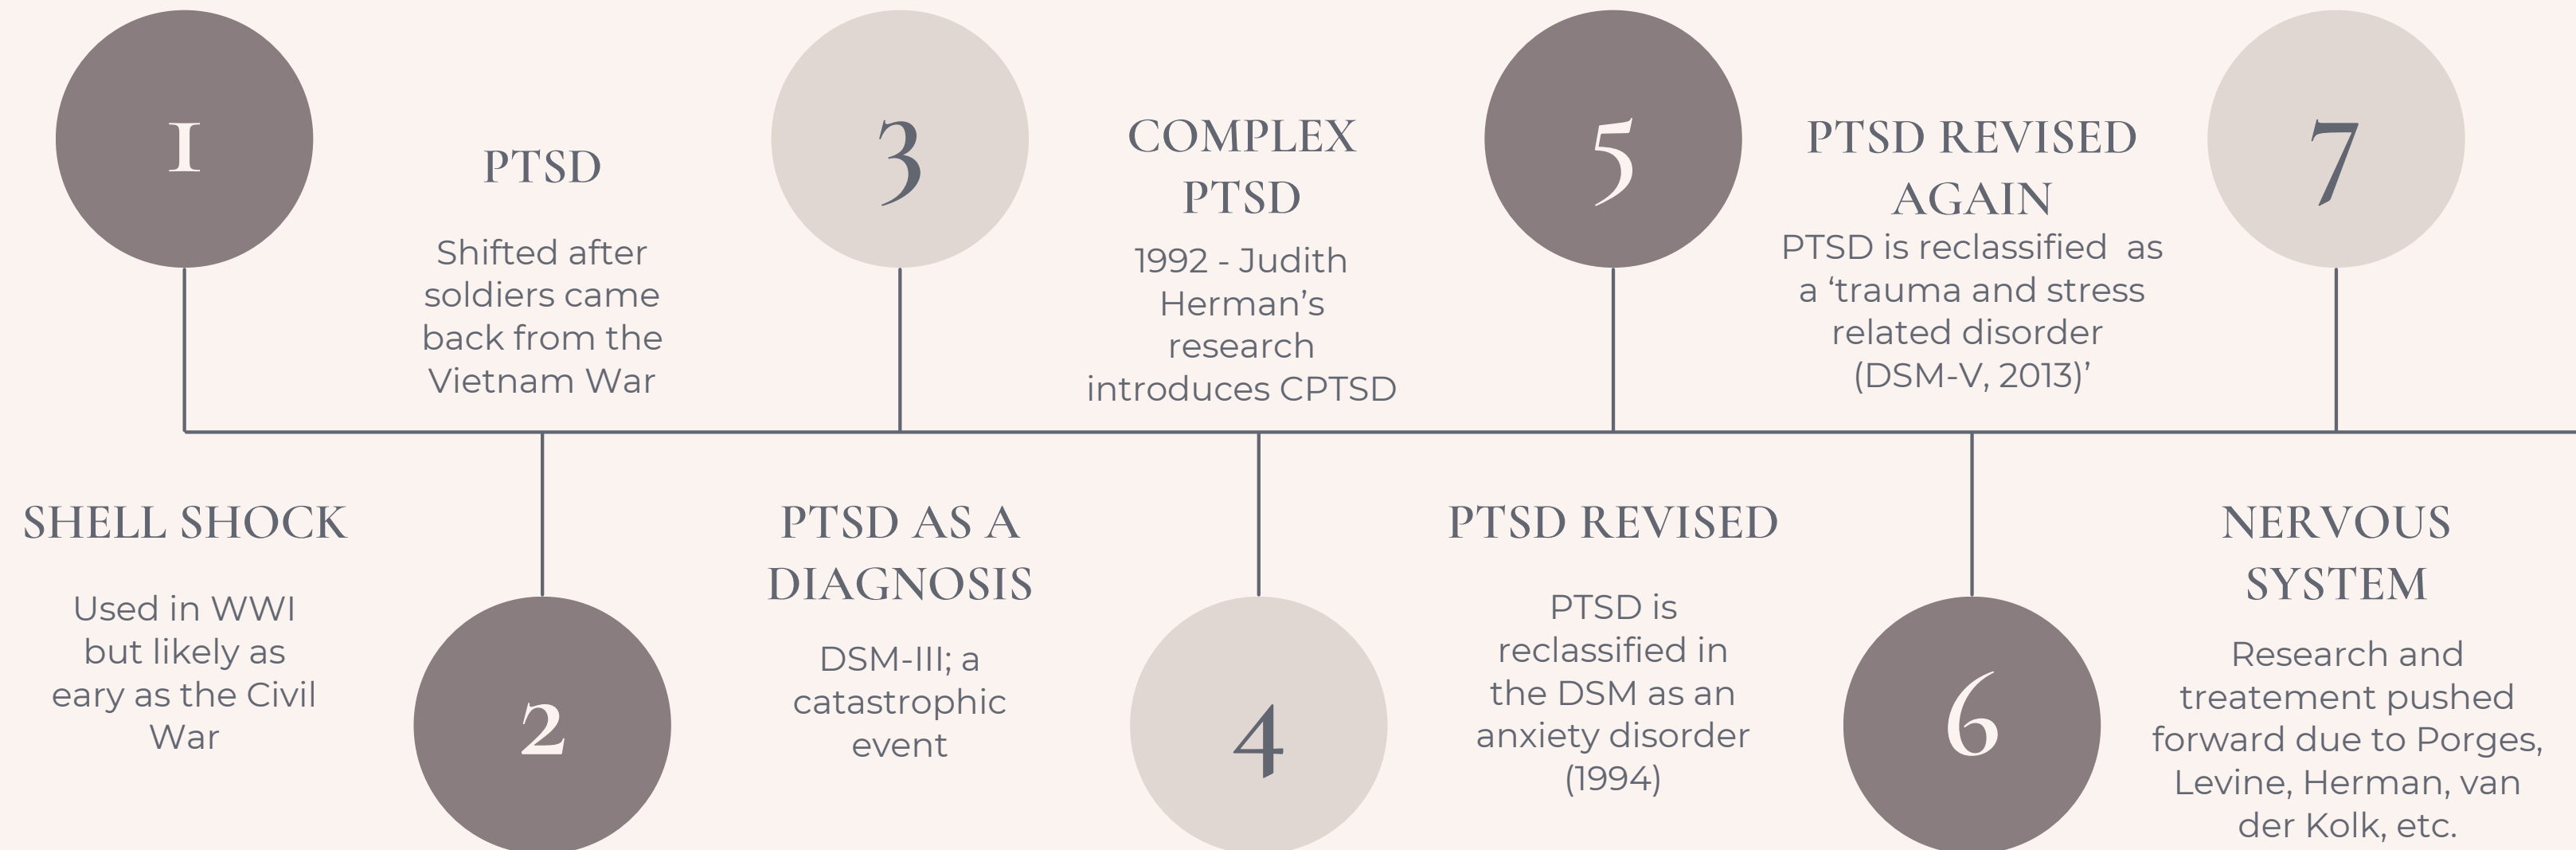 1
SHELL SHOCK
Used in WWI
but likely as
eary as the Civil
War
PTSD
Shifted after
soldiers came
back from the
Vietnam War
2
3
PTSD AS A
DIAGNOSIS
DSM-III; a
catastrophic
event
COMPLEX
PTSD
1992 - Judith
Herman’s
research
introduces CPTSD
4
5
PTSD REVISED
PTSD is
reclassified in
the DSM as an
anxiety disorder
(1994)
PTSD REVISED
AGAIN
PTSD is reclassified  as
a ‘trauma and stress
related disorder
(DSM-V, 2013)’
6
7
NERVOUS
SYSTEM
Research and
treatement pushed
forward due to Porges,
Levine, Herman, van
der Kolk, etc.